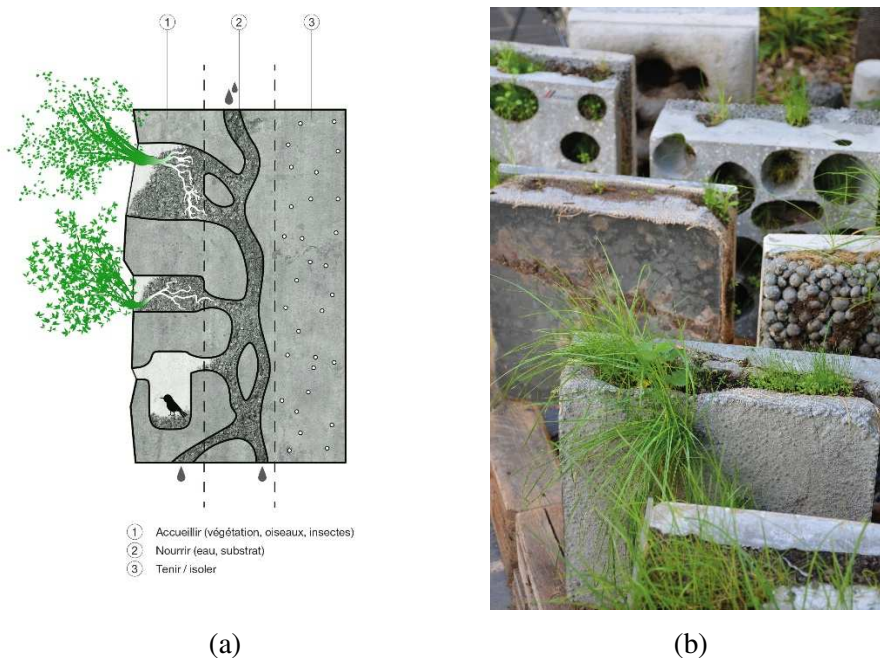 1 2 3
1 Accueillir (végétation, oiseaux, insectes)
2 Nourrir (eau, substrat)
3 Tenir / isoler
(a) (b)